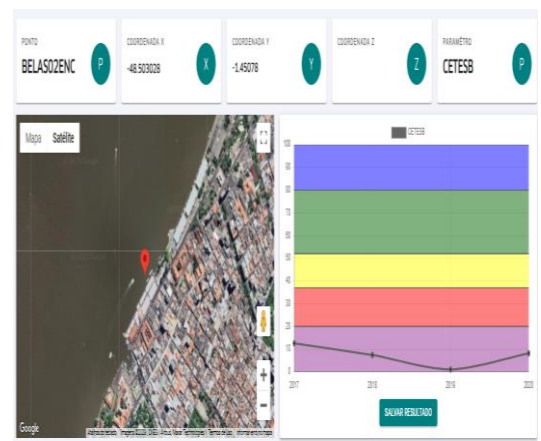 PONTO
BELAS02ENC
P
COORDENADA X
-48.503028
X
COORDENADA Y
-1.45078
Y
COORDENADA Z
Z
PARAMÊTRO
CETESB
P
Mapa Satélite
Google
CETESB
100
90
80
70
60
50
40
30
20
10
0
2017 2018 2019 2020
SALVAR RESULTADO